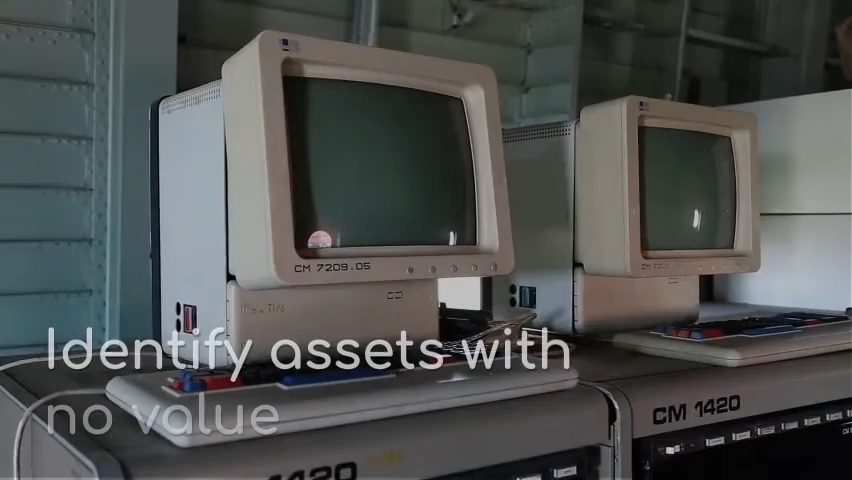 CM 7209.05
Identify assets with
no value
CM 1420
1420